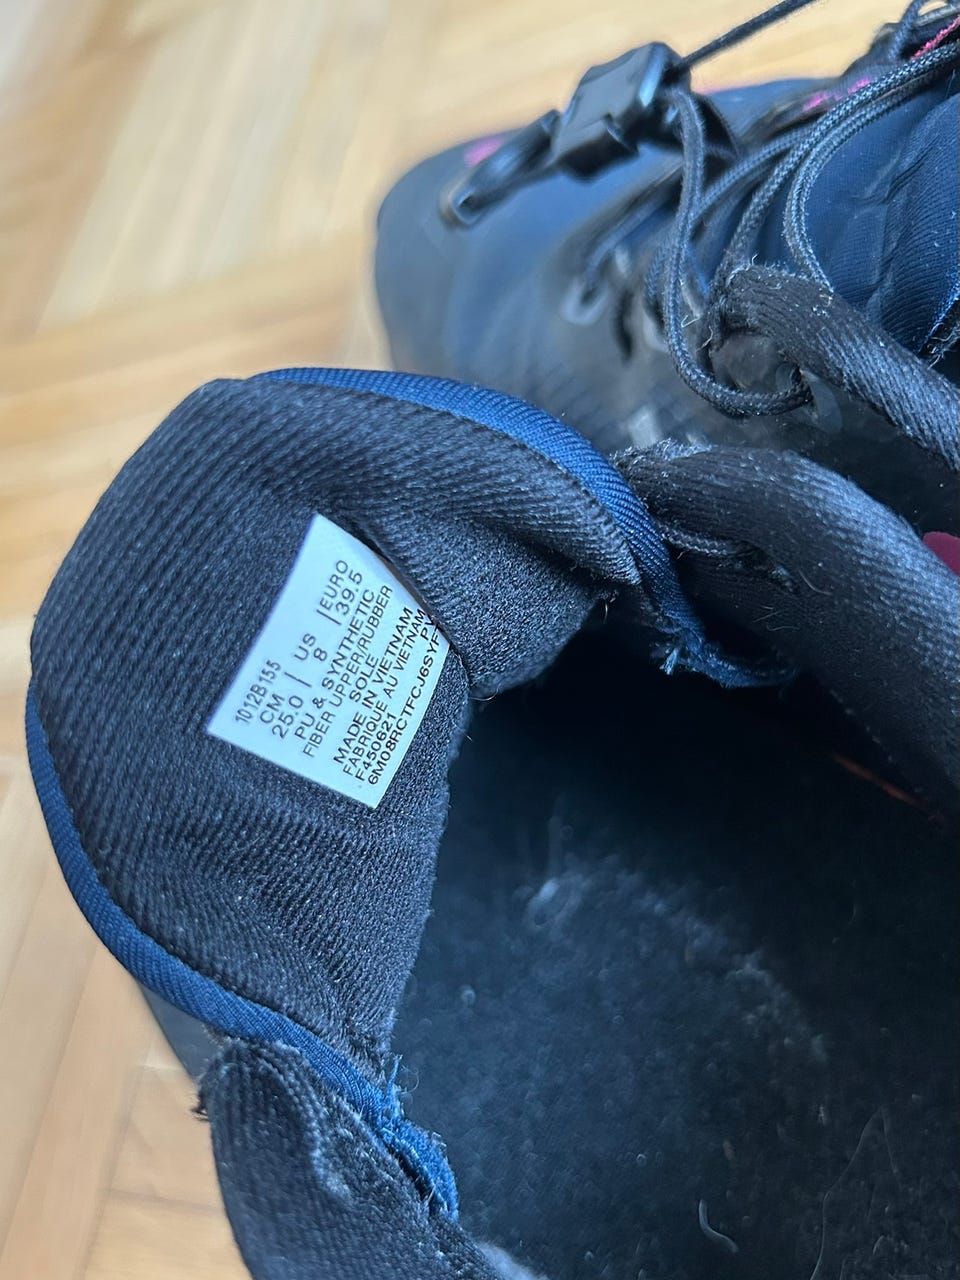 1012B155
CM | US | EURO
25.0 | 8 | 39.5
PU & SYNTHETIC
FIBER UPPER/RUBBER
SOLE
MADE IN VIETNAM
FABRIQUE AU VIETNAM
F450621